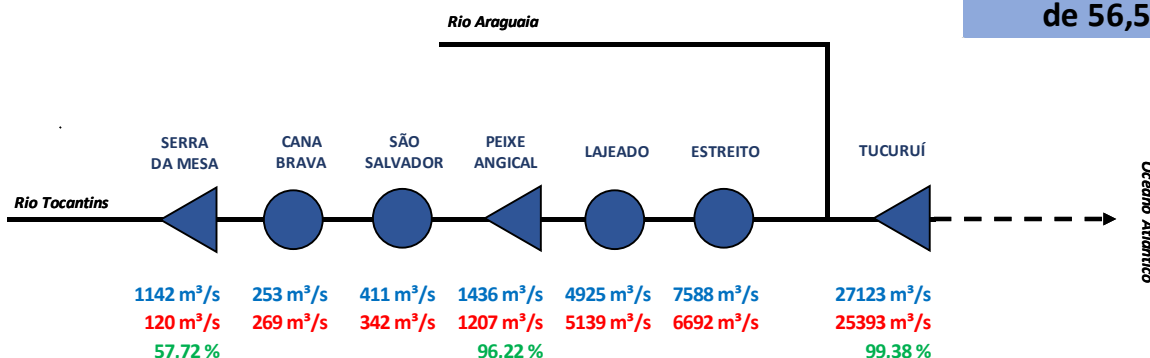 de 56,5
Rio Araguaia
SERRA
DA MESA
CANA
BRAVA
SÃO
SALVADOR
PEIXE
ANGICAL
LAJEADO
ESTREITO
TUCURUÍ
Rio Tocantins
Oceano Atlântico
1142 m³/s 253 m³/s 411 m³/s 1436 m³/s 4925 m³/s 7588 m³/s 27123 m³/s
120 m³/s 269 m³/s 342 m³/s 1207 m³/s 5139 m³/s 6692 m³/s 25393 m³/s
57.72 % 96.22 % 99.38 %